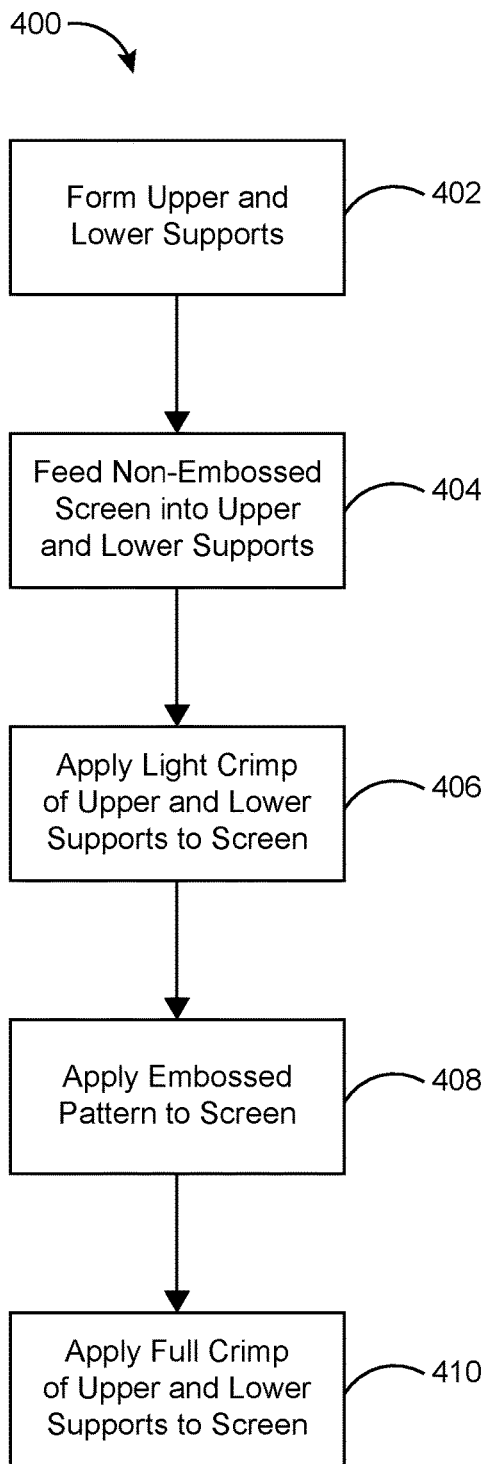 400
Form Upper and
Lower Supports
402
Feed Non-Embossed
Screen into Upper
and Lower Supports
404
Apply Light Crimp
of Upper and Lower
Supports to Screen
406
Apply Embossed
Pattern to Screen
408
Apply Full Crimp
of Upper and Lower
Supports to Screen
410